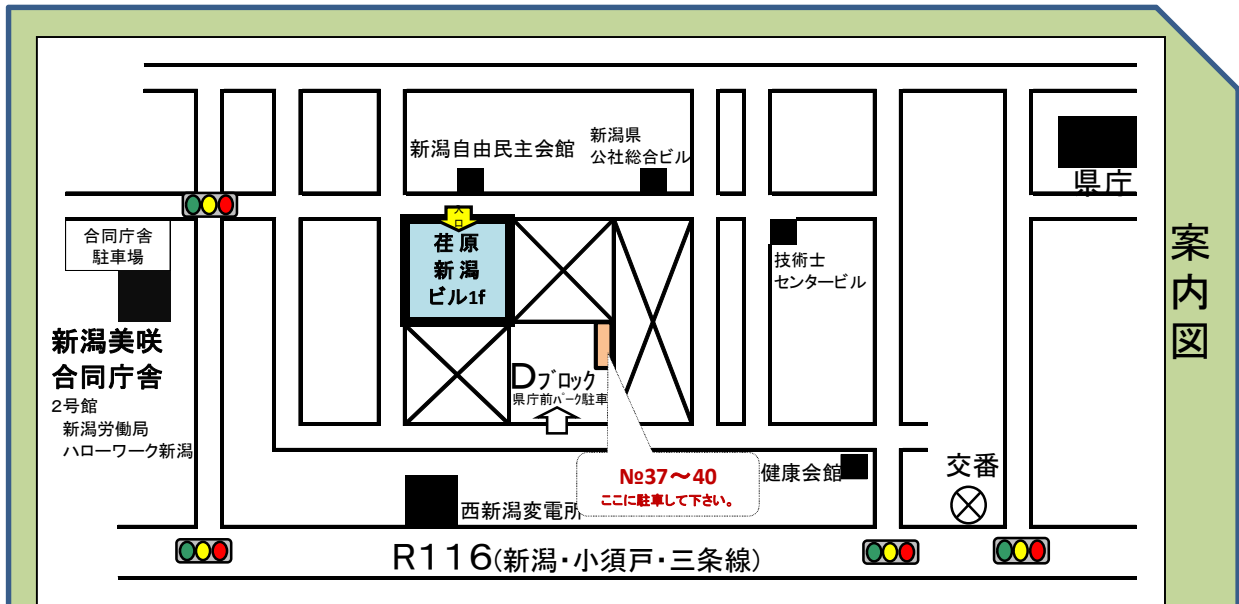 新潟自由民主会館
新潟県
公社総合ビル
県庁
入口
合同庁舎
駐車場
荏原
新潟
ビル1f
技術士
センタービル
新潟美咲
合同庁舎
2号館
新潟労働局
ハローワーク新潟
Dブロック
県庁前パーク駐車
№37～40
ここに駐車して下さい。
健康会館
交番
西新潟変電所
R116(新潟・小須戸・三条線)
案内図